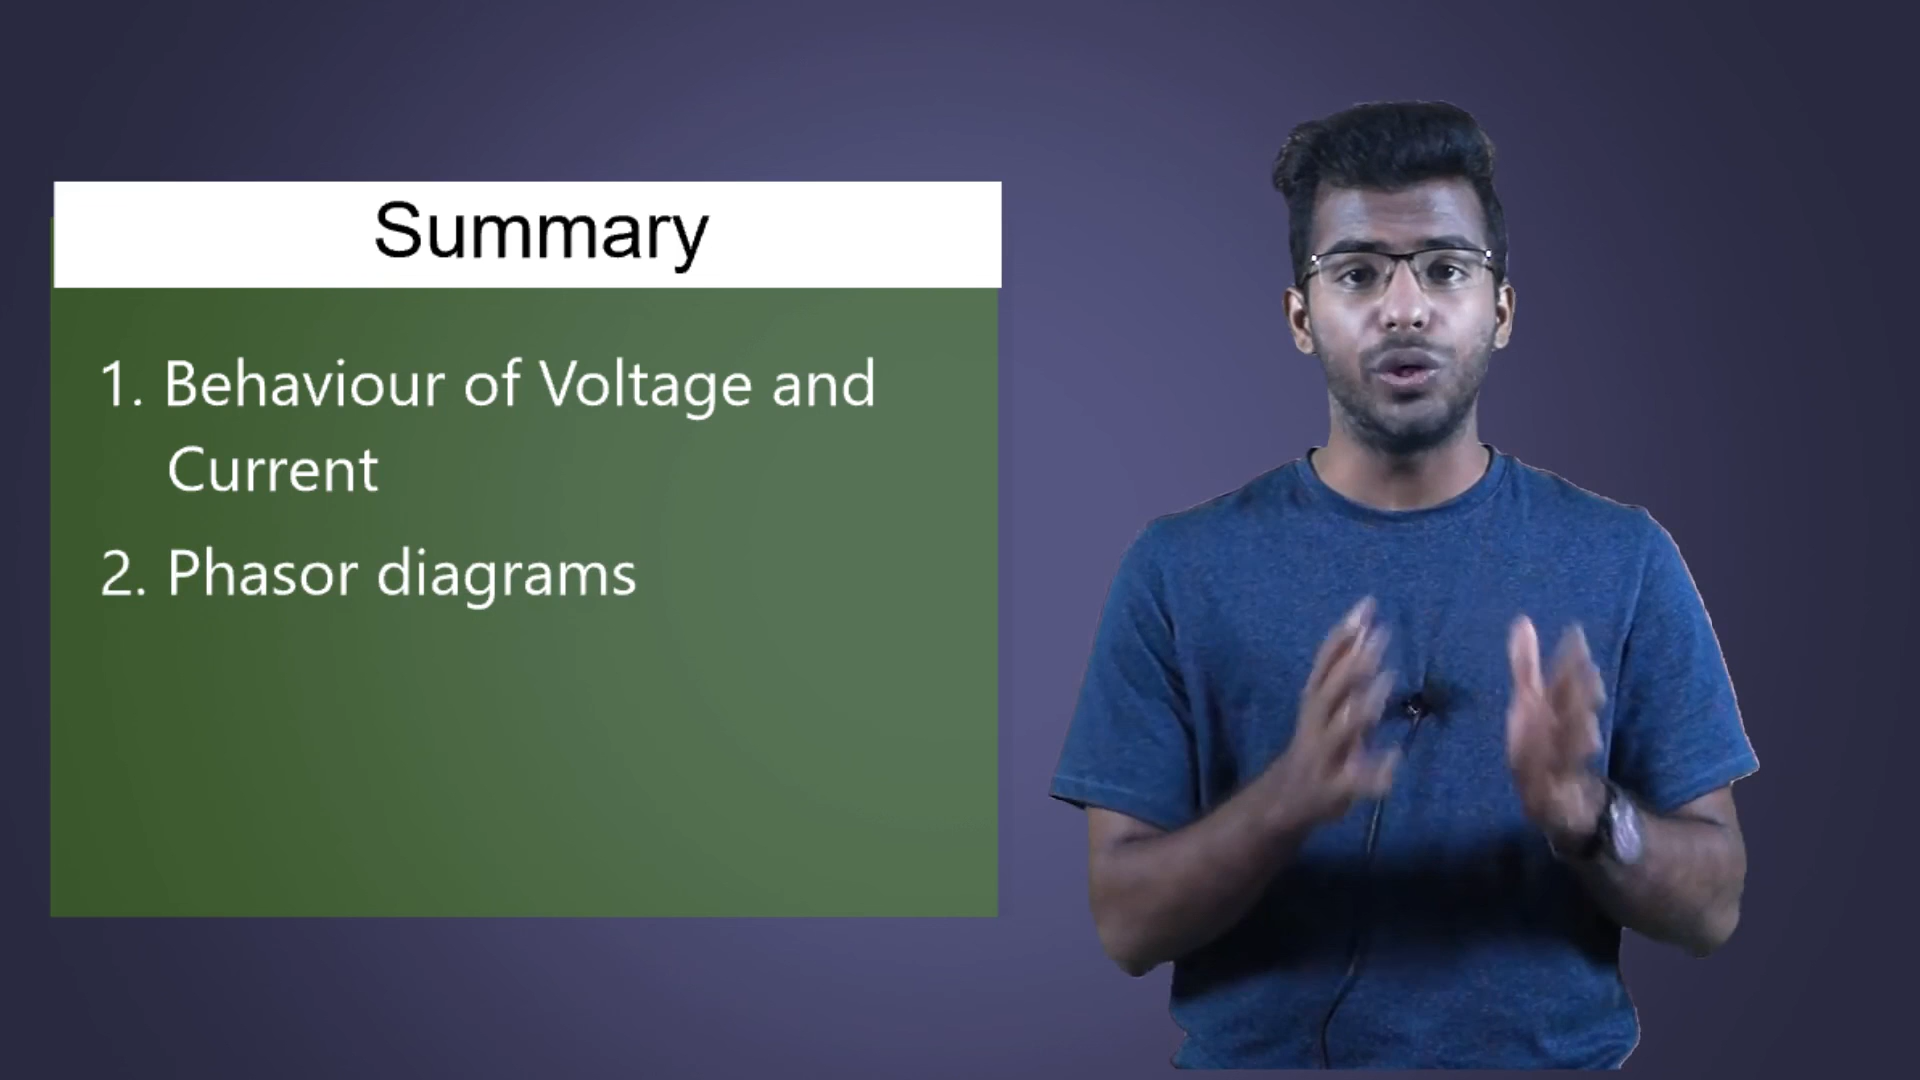 Summary
1. Behaviour of Voltage and
Current
2. Phasor diagrams